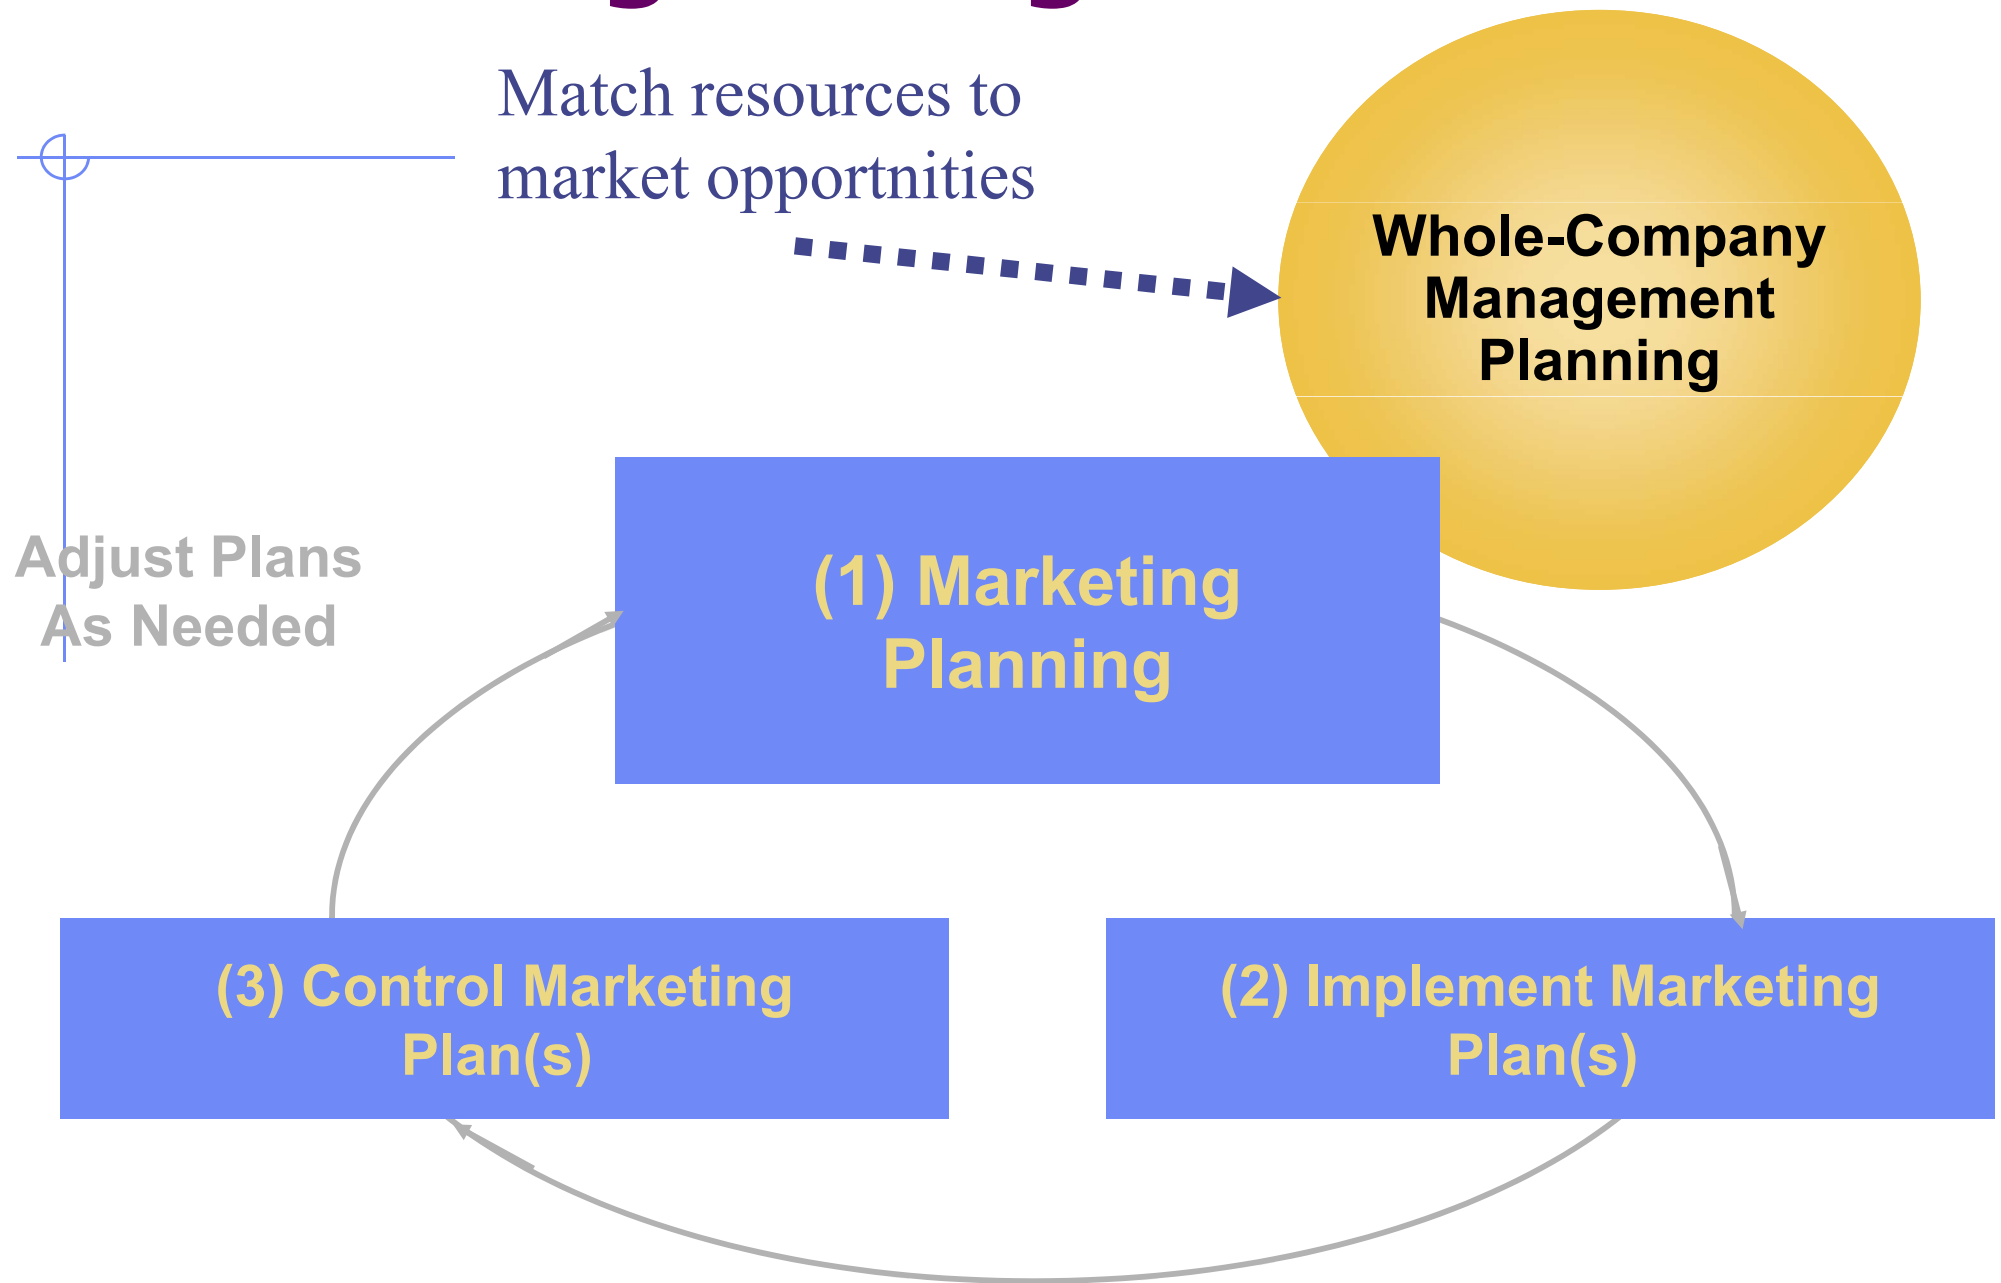 Match resources to
market opportnities
Whole-Company
Management
Planning
Adjust Plans
As Needed
(1) Marketing
Planning
(3) Control Marketing
Plan(s)
(2) Implement Marketing
Plan(s)